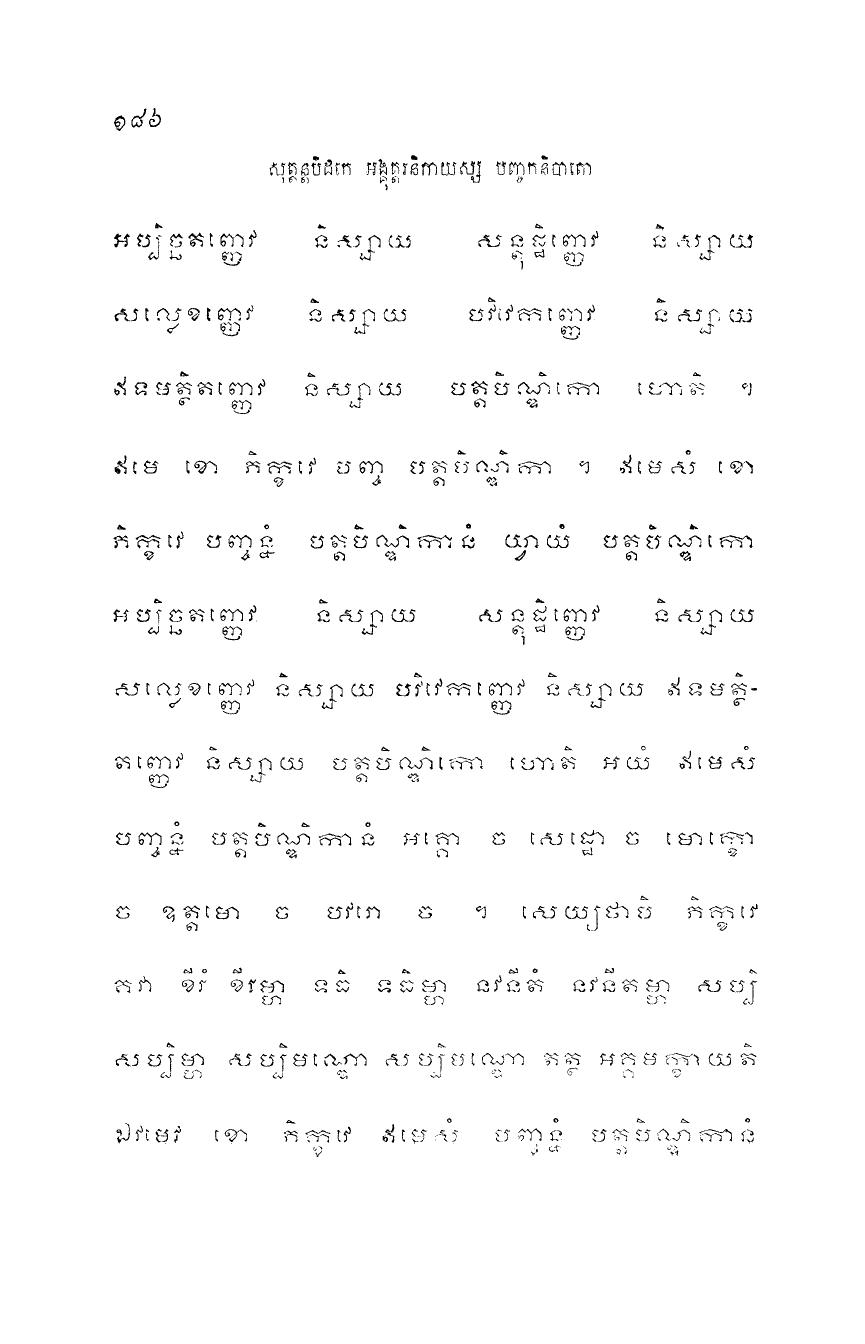 ១៨៦
សុត្តន្តបិដកេ អង្គុត្តរនិកាយស្ស បញ្ចកនិបាតោ
អប្បិច្ឆតញ្ញេវ និស្សាយ សន្តុដ្ឋិញ្ញេវ និស្សាយ
សល្លេខញ្ញេវ និស្សាយ បវិវេកញ្ញេវ និស្សាយ
ឥទមត្ថិតញ្ញេវ និស្សាយ បត្តបិណ្ឌិកោ ហោតិ ។
ឥមេ ខោ ភិក្ខវេ បញ្ច បត្តបិណ្ឌិកា ។ ឥមេសំ ខោ
ភិក្ខវេ បញ្ចន្នំ បត្តបិណ្ឌិកានំ យ្វាយំ បត្តបិណ្ឌិកោ
អប្បិច្ឆតញ្ញេវ និស្សាយ សន្តុដ្ឋិញ្ញេវ និស្សាយ
សល្លេខញ្ញេវ និស្សាយ បវិវេកញ្ញេវ និស្សាយ ឥទមត្ថិ-
តញ្ញេវ និស្សាយ បត្តបិណ្ឌិកោ ហោតិ អយំ ឥមេសំ
បញ្ចន្នំ បត្តបិណ្ឌិកានំ អគ្គោ ច សេដ្ឋោ ច មោក្ខោ
ច ឧត្តមោ ច បវរោ ច ។ សេយ្យថាបិ ភិក្ខវេ
គវា ខីរំ ខីរម្ហា ទធិ ទធិម្ហា នវនីតំ នវនីតម្ហា សប្បិ
សប្បិម្ហា សប្បិមណ្ឌោ សប្បិមណ្ឌោ តត្ថ អគ្គមក្ខាយតិ
ឯវមេវ ខោ ភិក្ខវេ ឥមេសំ បញ្ចន្នំ បត្តបិណ្ឌិកានំ